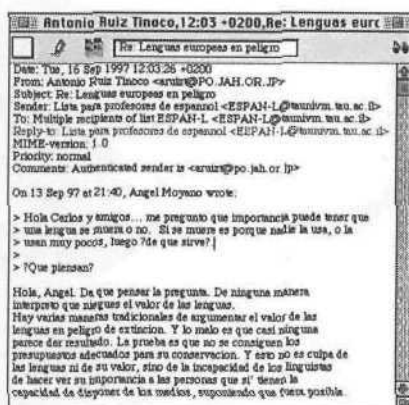 Antonio Ruiz Tinoco,12:03 +0200,Re: Lenguas eurc
Re: Lenguas europeas en peligro
Date: Tue, 16 Sep 1997 12:03:26 +0200
From: Antonio Ruiz Tinoco <aruiz@PO.JAH.OR.JP>
Subject: Re: Lenguas europeas en peligro
Sender: Lista para profesores de espannol <ESPAN-L@taunivm.tau.ac.il>
To: Multiple recipients of list ESPAN-L <ESPAN-L@taunivm.tau.ac.il>
Reply-to: Lista para profesores de espannol <ESPAN-L@taunivm.tau.ac.il>
MIME-version: 1.0
Priority: normal
Comments: Authenticated sender is <aruiz@po.jah.or.jp>
On 13 Sep 97 at 21:40, Angel Moyano wrote:
> Hola Carlos y amigos... me pregunto que importancia puede tener que
> una lengua se muera o no. Si se muere es porque nadie la usa, o la
> usan muy pocos, luego ?de que sirve?.
>
> ?Que piensan?
Hola, Angel. Da que pensar la pregunta. De ninguna manera
interpreto que niegues el valor de las lenguas.
Hay varias maneras tradicionales de argumentar el valor de las
lenguas en peligro de extincion. Y lo malo es que casi ninguna
parece dar resultado. La prueba es que no se consiguen los
presupuestos adecuados para su conservacion. Y esto no es culpa de
las lenguas ni de su valor, sino de la incapacidad de los linguistas
de hacer ver su importancia a las personas que si' tienen la
capacidad de disponer de los medios, suponiendo que fuera posible.